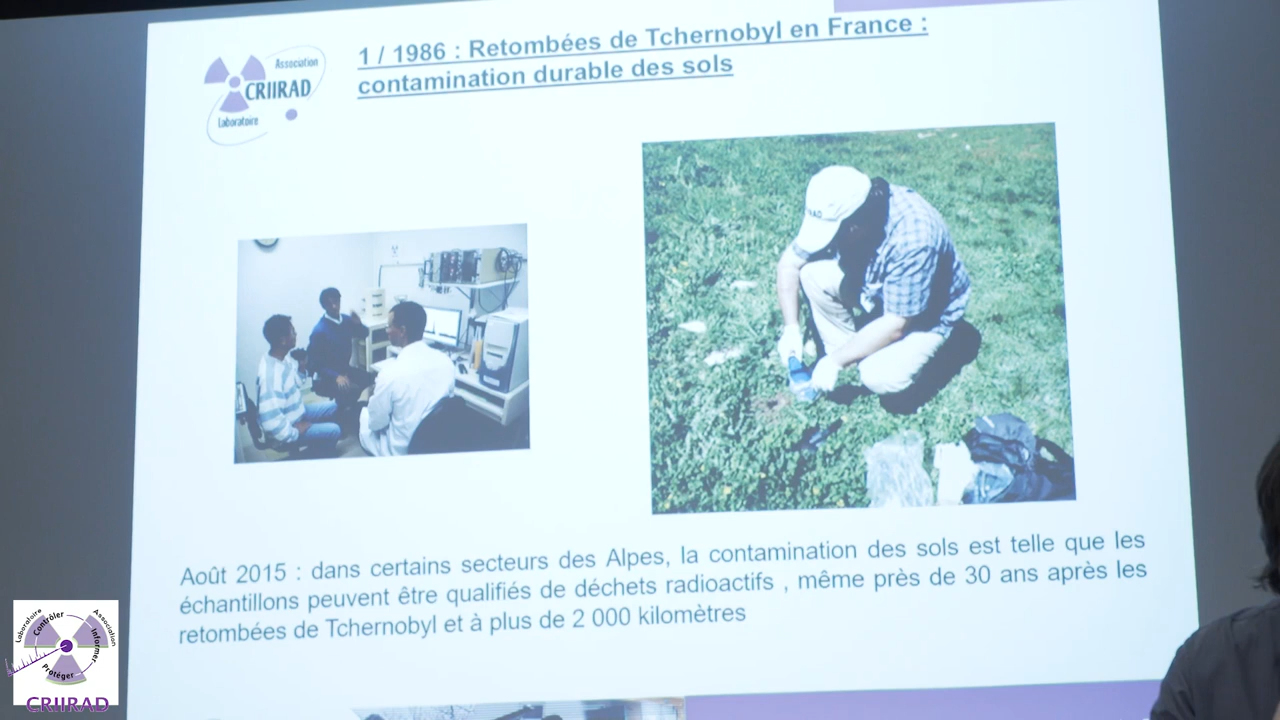 1 / 1986 : Retombées de Tchernobyl en France :
contamination durable des sols
Association
CRIIRAD
Laboratoire
Août 2015 : dans certains secteurs des Alpes, la contamination des sols est telle que les
échantillons peuvent être qualifiés de déchets radioactifs , même près de 30 ans après les
retombées de Tchernobyl et à plus de 2 000 kilomètres
Laboratoire
Association
Contrôler
Informer
Protéger
CRIIRAD